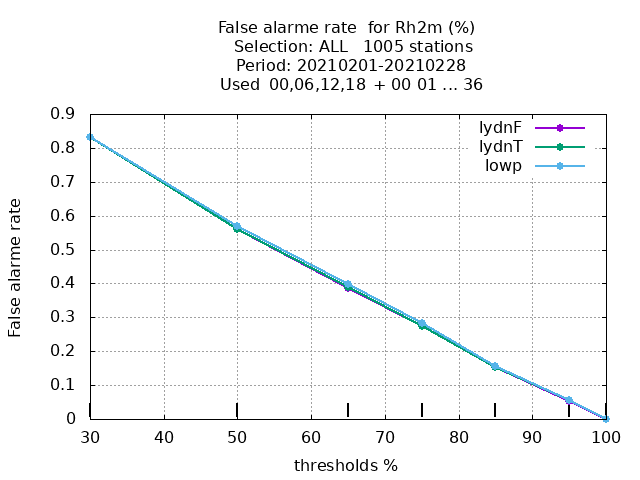 False alarme rate  for Rh2m (%)
Selection: ALL   1005 stations
Period: 20210201-20210228
Used  00,06,12,18  + 00 01 ... 36
0.9
0.8
0.7
0.6
0.5
0.4
0.3
0.2
0.1
0
False alarme rate
lydnF
lydnT
lowp
30 40 50 60 70 80 90 100
thresholds %